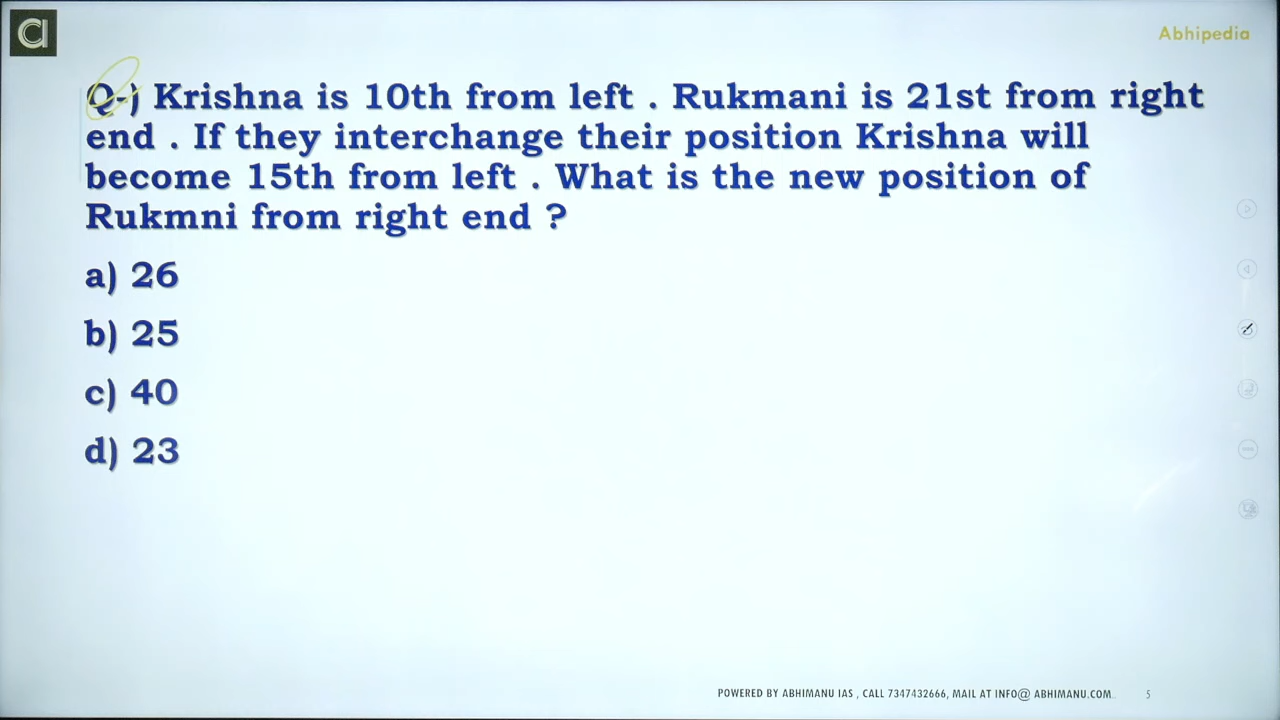 Abhipedia
Q-) Krishna is 10th from left . Rukmani is 21st from right
end . If they interchange their position Krishna will
become 15th from left . What is the new position of
Rukmni from right end ?
a) 26
b) 25
c) 40
d) 23
POWERED BY ABHIMANU IAS , CALL 7347432666, MAIL AT INFO@ ABHIMANU.COM
5